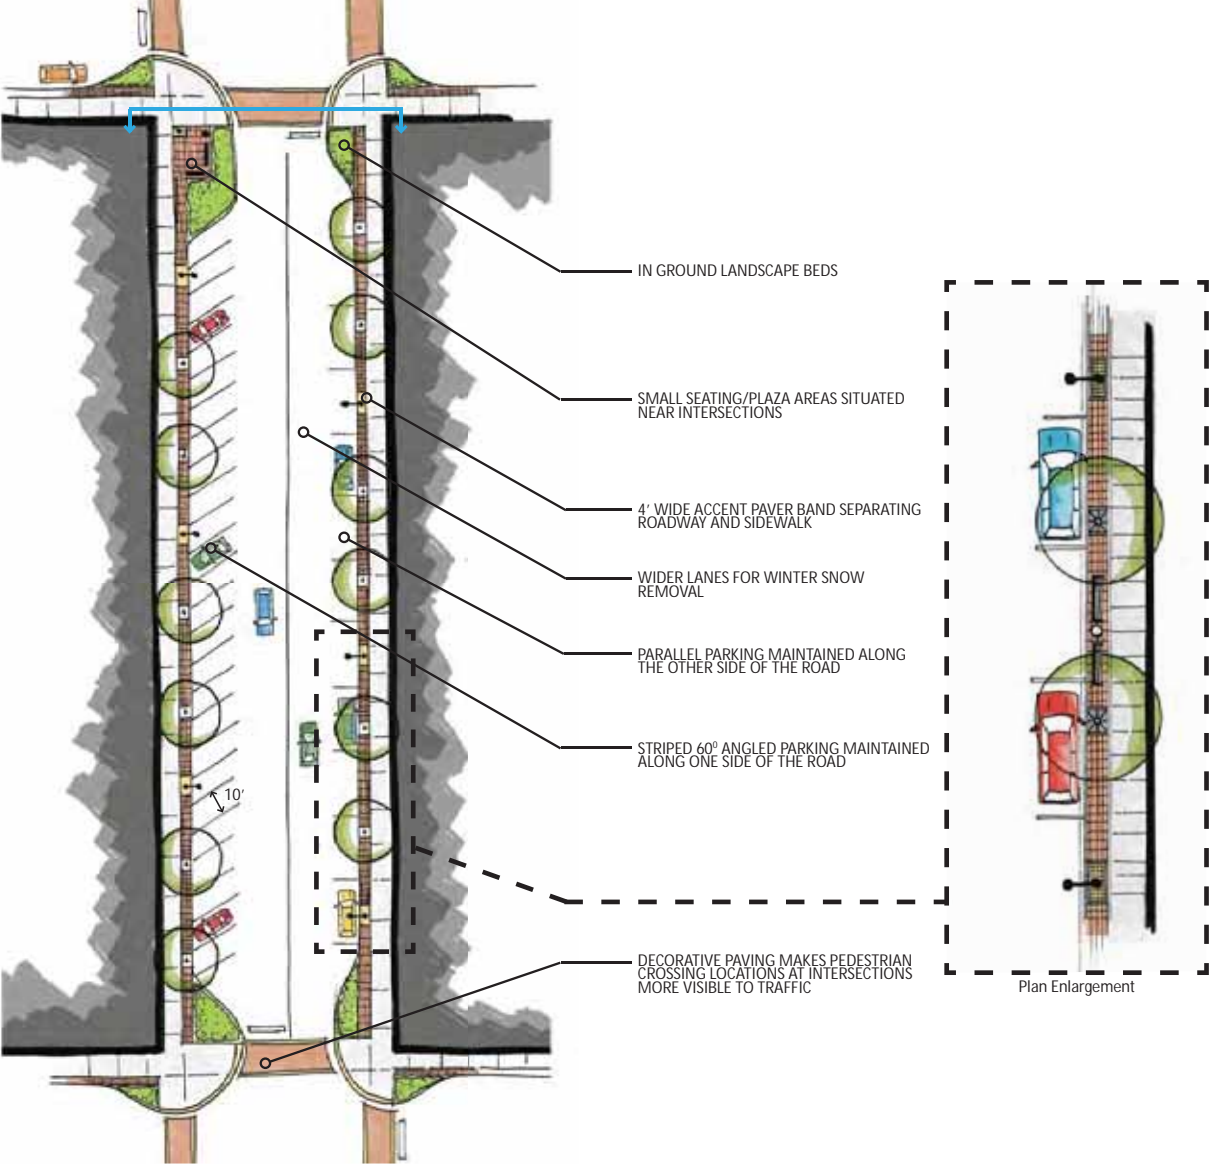 IN GROUND LANDSCAPE BEDS
SMALL SEATING/PLAZA AREAS SITUATED
NEAR INTERSECTIONS
4' WIDE ACCENT PAVER BAND SEPARATING
ROADWAY AND SIDEWALK
WIDER LANES FOR WINTER SNOW
REMOVAL
PARALLEL PARKING MAINTAINED ALONG
THE OTHER SIDE OF THE ROAD
STRIPED 60⁰ ANGLED PARKING MAINTAINED
ALONG ONE SIDE OF THE ROAD
10'
DECORATIVE PAVING MAKES PEDESTRIAN
CROSSING LOCATIONS AT INTERSECTIONS
MORE VISIBLE TO TRAFFIC
Plan Enlargement